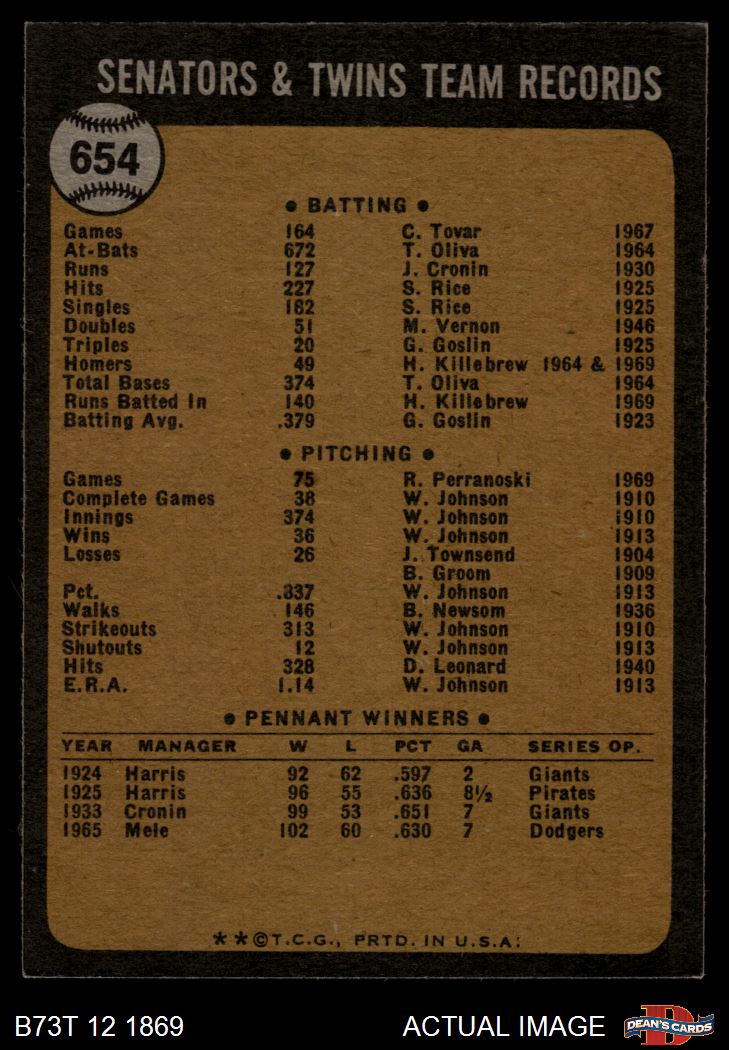 SENATORS & TWINS TEAM RECORDS
654
• BATTING •
Games 164 C. Tovar 1967
At-Bats 672 T. Oliva 1964
Runs 127 J. Cronin 1930
Hits 227 S. Rice 1925
Singles 182 S. Rice 1925
Doubles 51 M. Vernon 1946
Triples 20 G. Goslin 1925
Homers 49 H. Killebrew 1964 & 1969
Total Bases 374 T. Oliva 1964
Runs Batted In 140 H. Killebrew 1969
Batting Avg. .379 G. Goslin 1923
• PITCHING •
Games 75 R. Perranoski 1969
Complete Games 38 W. Johnson 1910
Innings 374 W. Johnson 1910
Wins 36 W. Johnson 1913
Losses 26 J. Townsend 1904
B. Groom 1909
Pct. .837 W. Johnson 1913
Walks 146 B. Newsom 1936
Strikeouts 313 W. Johnson 1910
Shutouts 12 W. Johnson 1913
Hits 328 D. Leonard 1940
E.R.A. 1.14 W. Johnson 1913
• PENNANT WINNERS •
YEAR MANAGER W L PCT GA SERIES OP.
1924 Harris 92 62 .597 2 Giants
1925 Harris 96 55 .636 8½ Pirates
1933 Cronin 99 53 .651 7 Giants
1965 Mele 102 60 .630 7 Dodgers
**©T.C.G., PRTD. IN U.S.A.
B73T 12 1869 ACTUAL IMAGE
D
DEAN'S CARDS